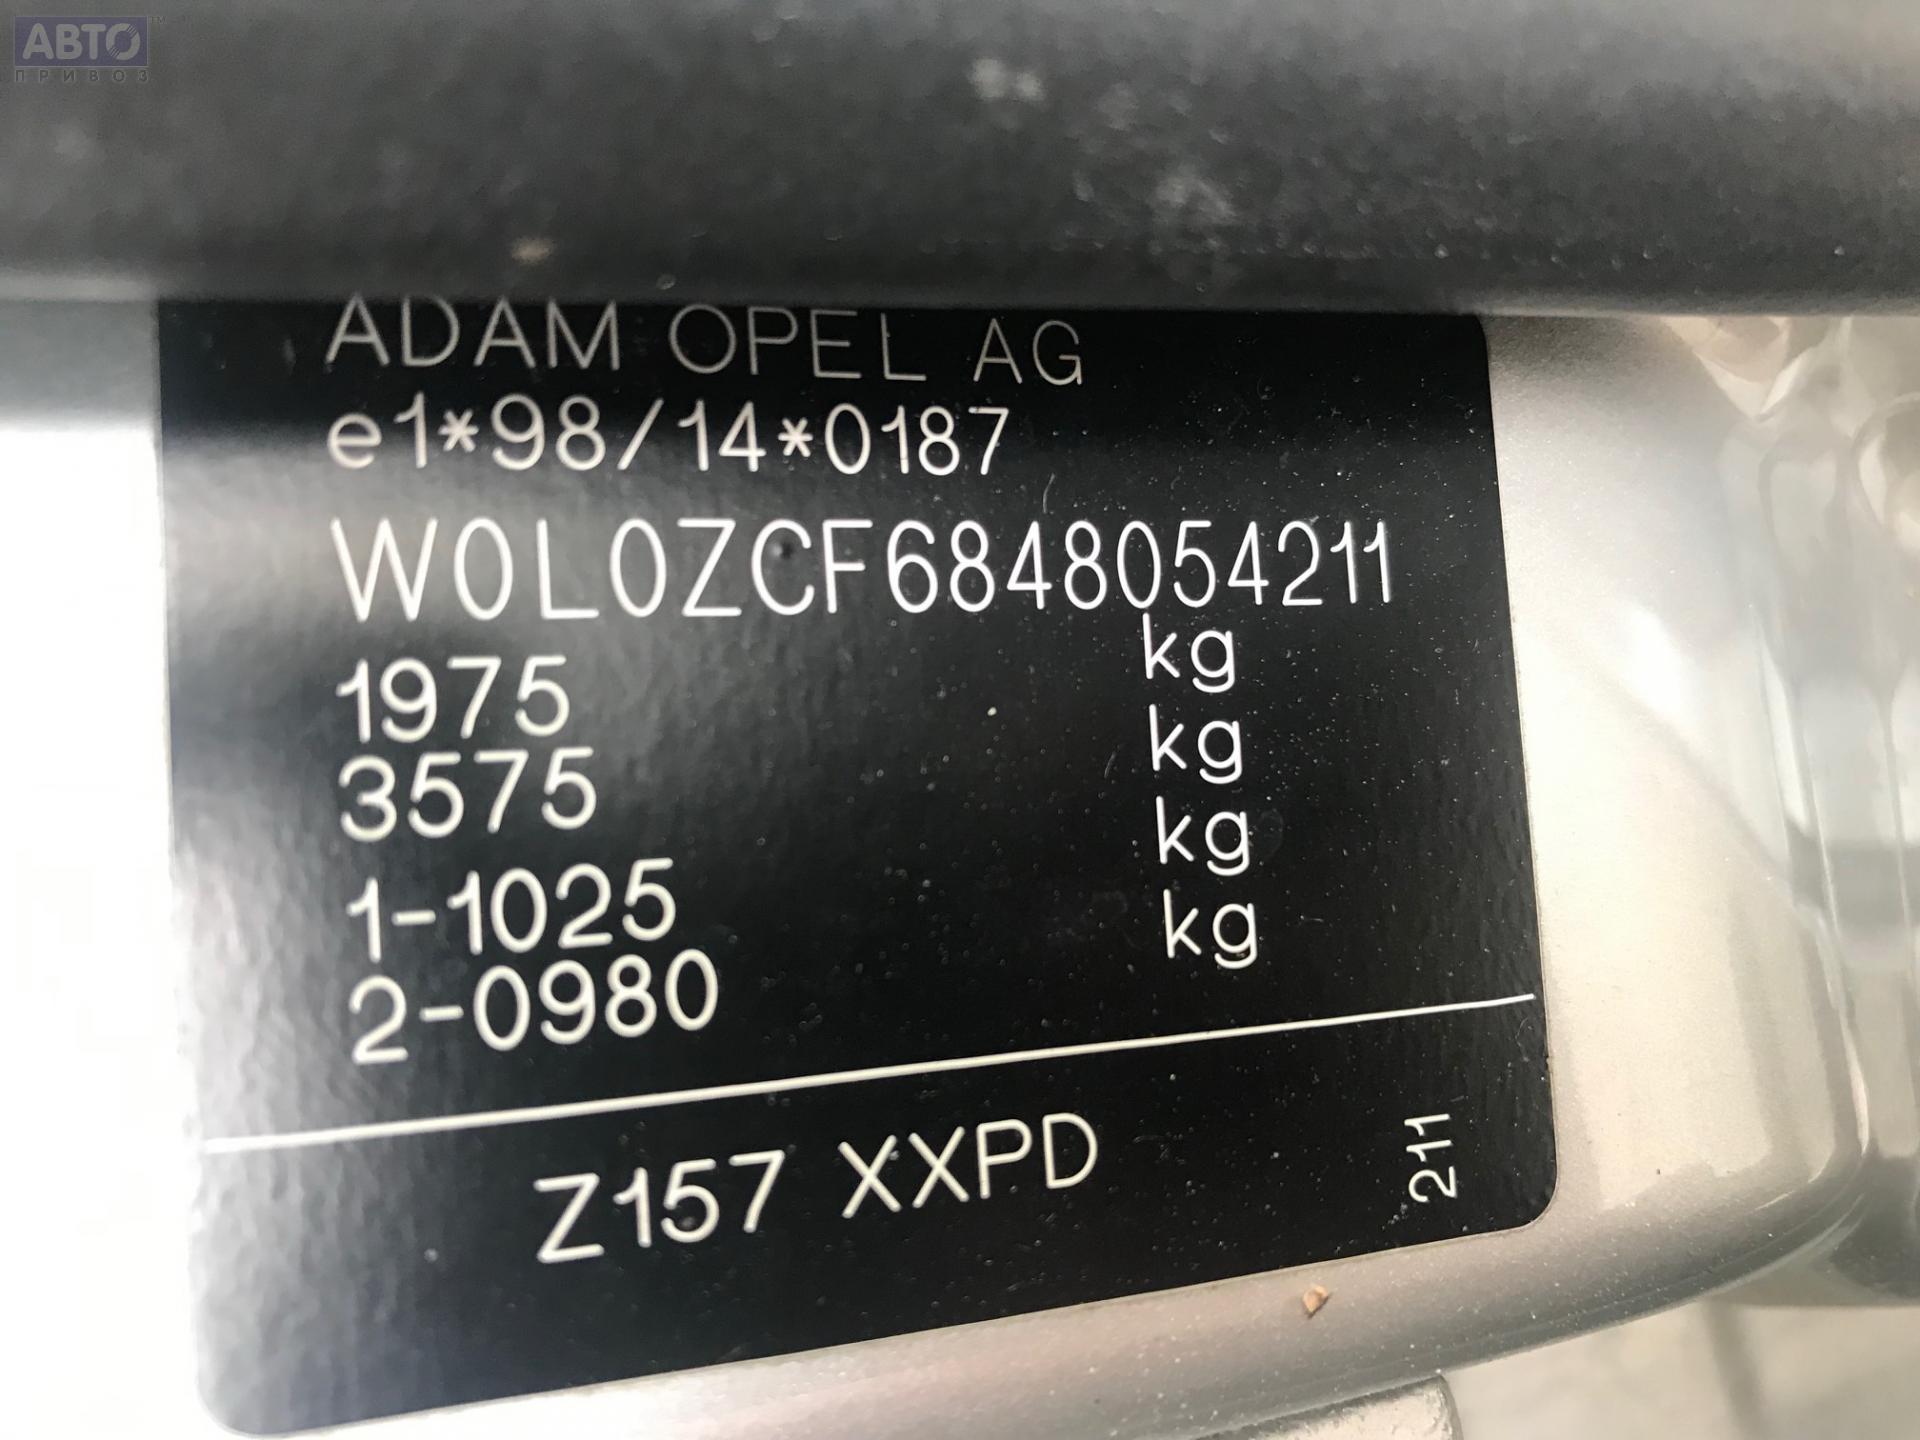 АВТО
ПРИВОЗ
ADAM OPEL AG
e1*98/14*0187
W0L0ZCF6848054211
1975 kg
3575 kg
1-1025 kg
2-0980 kg
Z157 XXPD
211